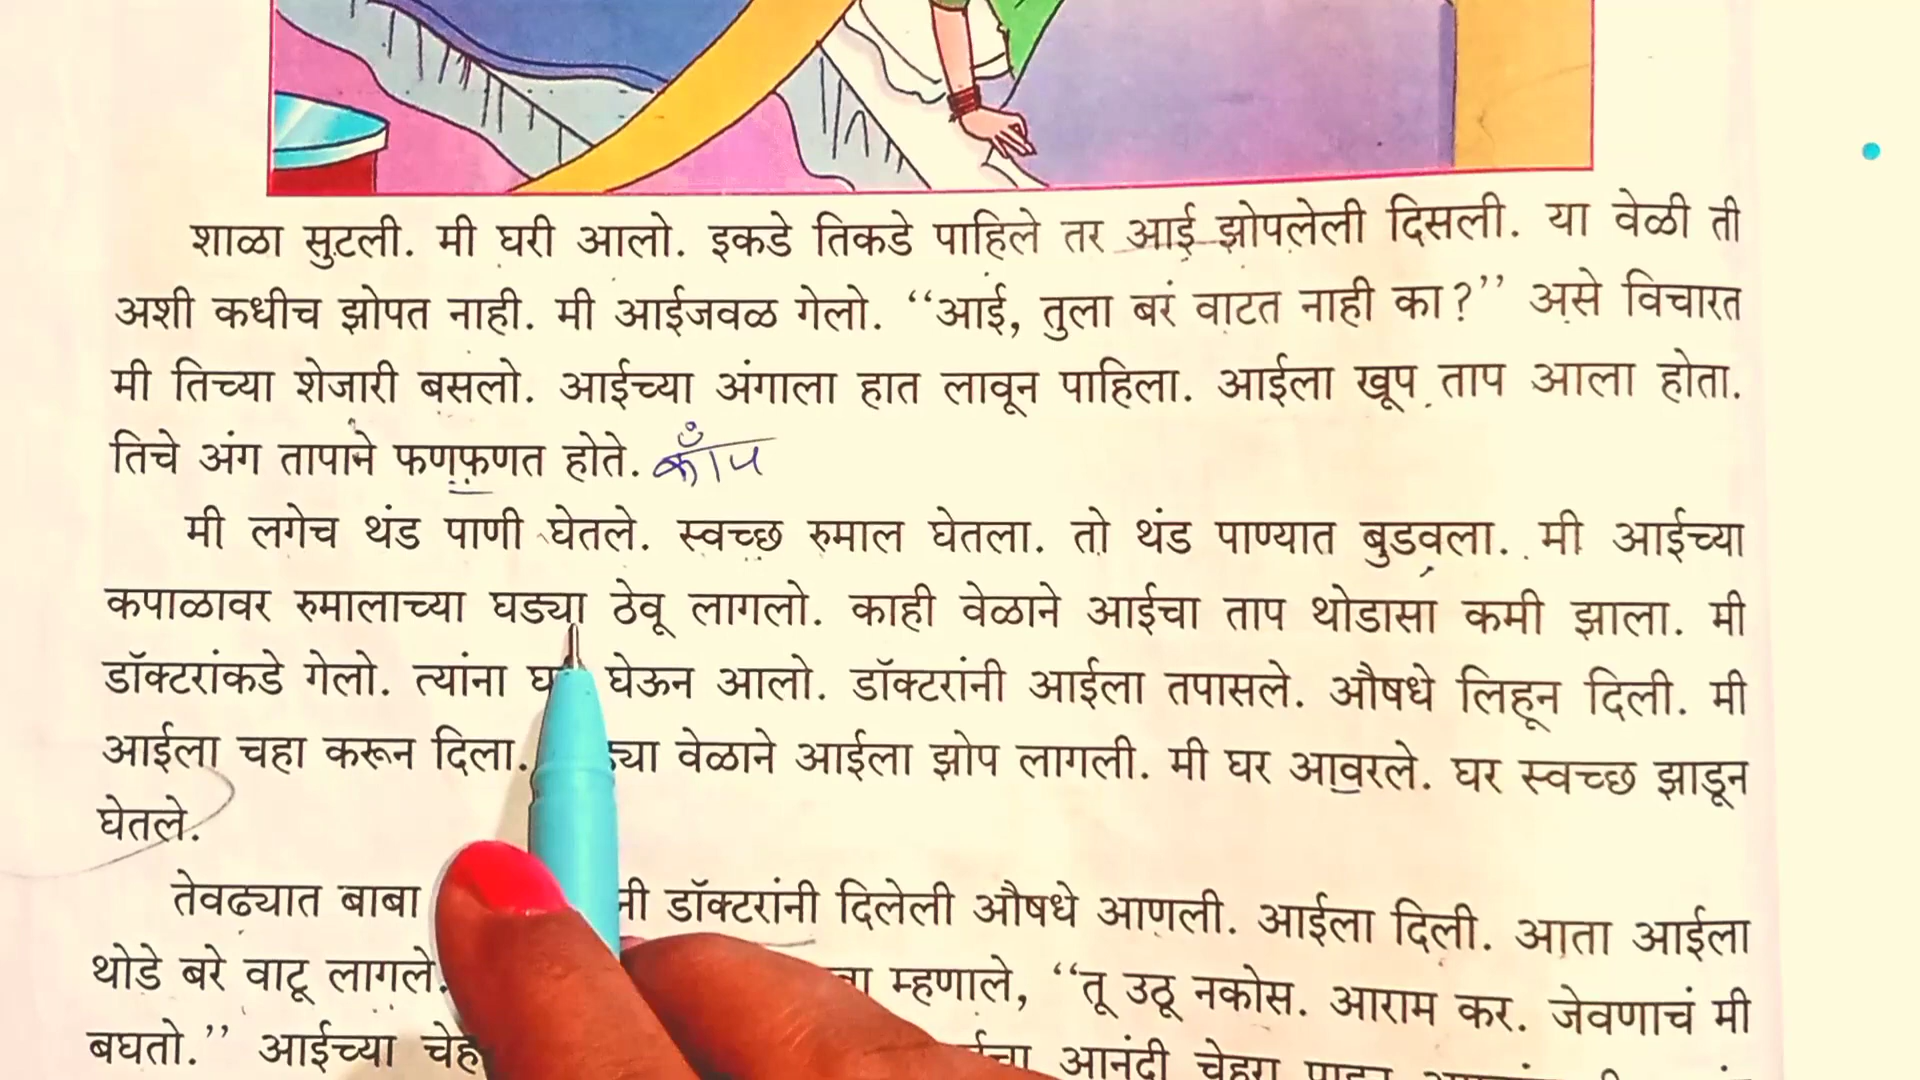 शाळा सुटली. मी घरी आलो. इकडे तिकडे पाहिले तर आई झोपलेली दिसली. या वेळी ती
अशी कधीच झोपत नाही. मी आईजवळ गेलो. “आई, तुला बरं वाटत नाही का?” असे विचारत
मी तिच्या शेजारी बसलो. आईच्या अंगाला हात लावून पाहिला. आईला खूप ताप आला होता.
तिचे अंग तापाने फणफणत होते.
मी लगेच थंड पाणी घेतले. स्वच्छ रुमाल घेतला. तो थंड पाण्यात बुडवला. मी आईच्या
कपाळावर रुमालाच्या घड्या ठेवू लागलो. काही वेळाने आईचा ताप थोडासा कमी झाला. मी
डॉक्टरांकडे गेलो. त्यांना घेऊन आलो. डॉक्टरांनी आईला तपासले. औषधे लिहून दिली. मी
आईला चहा करून दिला. वेळाने आईला झोप लागली. मी घर आवरले. घर स्वच्छ झाडून
घेतले.
तेवढ्यात बाबा डॉक्टरांनी दिलेली औषधे आणली. आईला दिली. आता आईला
थोडे बरे वाटू लागले. म्हणाले, “तू उठू नकोस. आराम कर. जेवणाचं मी
बघतो.” आईच्या आनंदी चेहरा